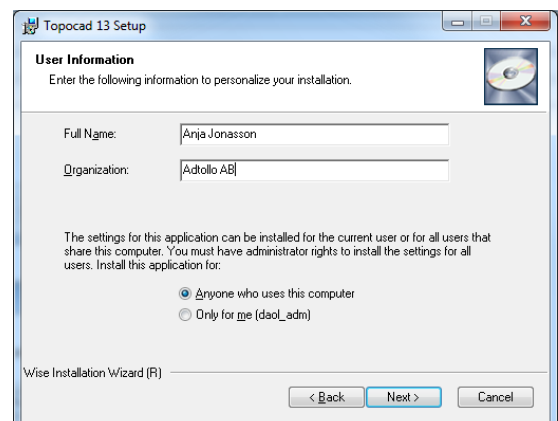 Topocad 13 Setup
User Information
Enter the following information to personalize your installation.
Full Name:
Anja Jonasson
Organization:
Adtollo AB
The settings for this application can be installed for the current user or for all users that
share this computer. You must have administrator rights to install the settings for all
users. Install this application for:
Anyone who uses this computer
Only for me (daol_adm)
Wise Installation Wizard (R)
< Back
Next >
Cancel